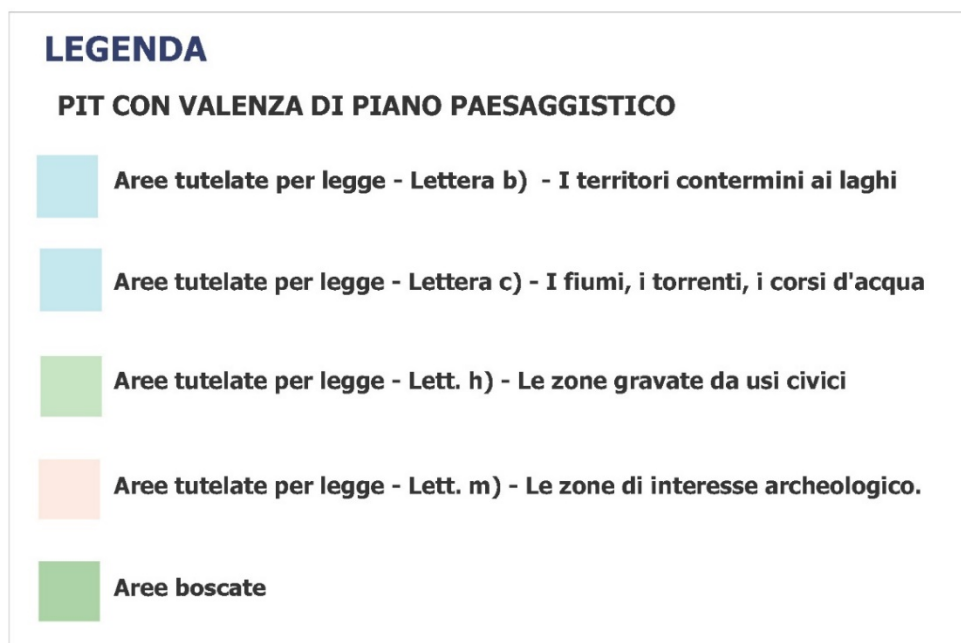 LEGENDA
PIT CON VALENZA DI PIANO PAESAGGISTICO
Aree tutelate per legge - Lettera b) - I territori contermini ai laghi
Aree tutelate per legge - Lettera c) - I fiumi, i torrenti, i corsi d'acqua
Aree tutelate per legge - Lett. h) - Le zone gravate da usi civici
Aree tutelate per legge - Lett. m) - Le zone di interesse archeologico.
Aree boscate